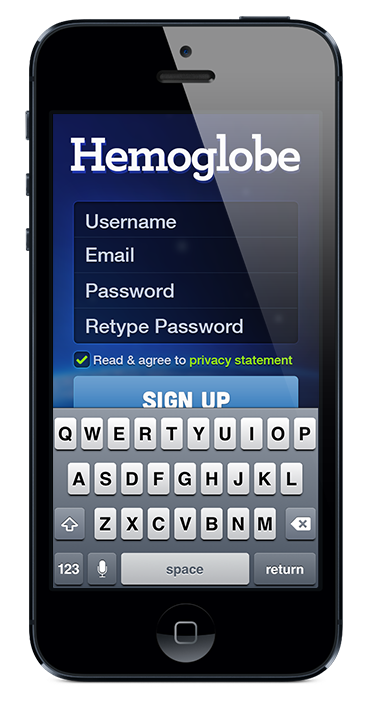 Hemoglobe
Username
Email
Password
Retype Password
Read & agree to privacy statement
SIGN UP
Q W E R T Y U I O P
A S D F G H J K L
Z X C V B N M
123 space return